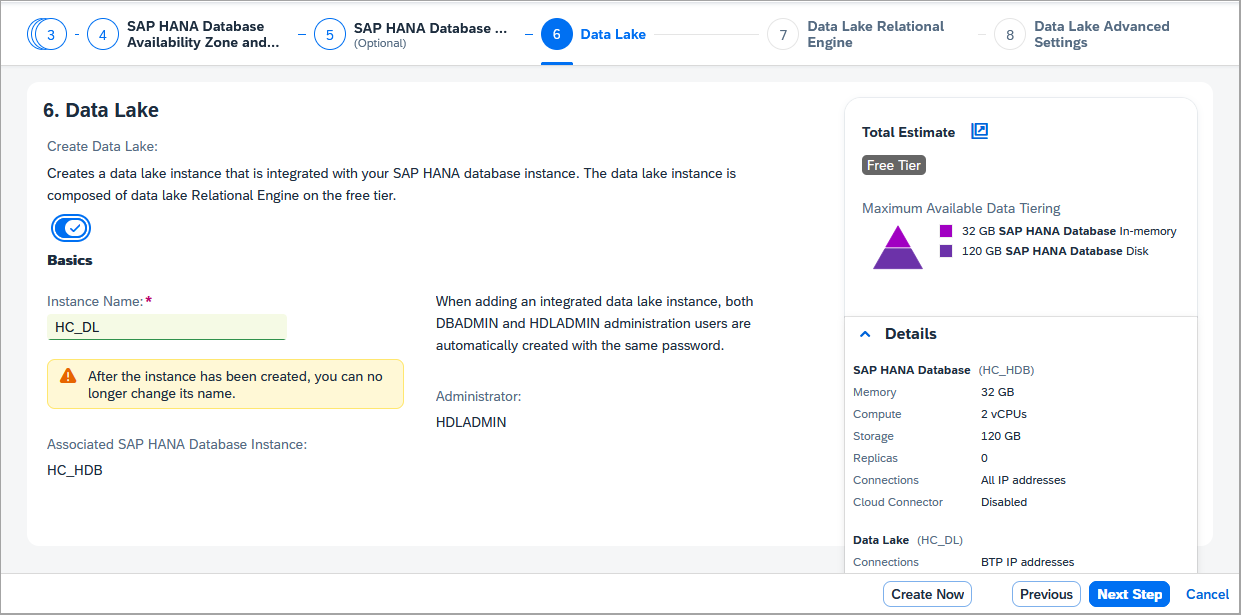 3
4
SAP HANA Database
Availability Zone and...
5
SAP HANA Database ...
(Optional)
6
Data Lake
7
Data Lake Relational
Engine
8
Data Lake Advanced
Settings
6. Data Lake
Create Data Lake:
Creates a data lake instance that is integrated with your SAP HANA database instance. The data lake instance is
composed of data lake Relational Engine on the free tier.
Basics
Instance Name:*
HC_DL
After the instance has been created, you can no
longer change its name.
Associated SAP HANA Database Instance:
HC_HDB
When adding an integrated data lake instance, both
DBADMIN and HDLADMIN administration users are
automatically created with the same password.
Administrator:
HDLADMIN
Total Estimate
Free Tier
Maximum Available Data Tiering
32 GB SAP HANA Database In-memory
120 GB SAP HANA Database Disk
Details
SAP HANA Database (HC_HDB)
Memory 32 GB
Compute 2 vCPUs
Storage 120 GB
Replicas 0
Connections All IP addresses
Cloud Connector Disabled
Data Lake (HC_DL)
Connections BTP IP addresses
Create Now Previous Next Step Cancel